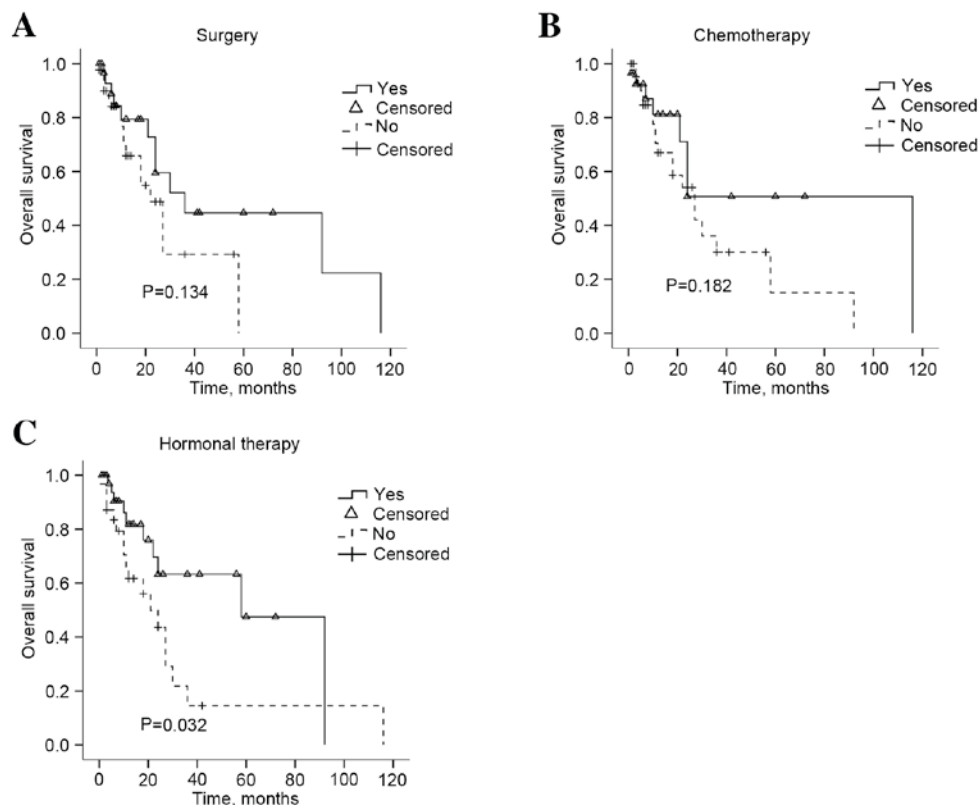 A
Surgery
Overall survival
1.0
0.8
0.6
0.4
0.2
0.0
Yes
Censored
No
Censored
P=0.134
0 20 40 60 80 100 120
Time, months
B
Chemotherapy
Overall survival
1.0
0.8
0.6
0.4
0.2
0.0
Yes
Censored
No
Censored
P=0.182
0 20 40 60 80 100 120
Time, months
C
Hormonal therapy
Overall survival
1.0
0.8
0.6
0.4
0.2
0.0
Yes
Censored
No
Censored
P=0.032
0 20 40 60 80 100 120
Time, months